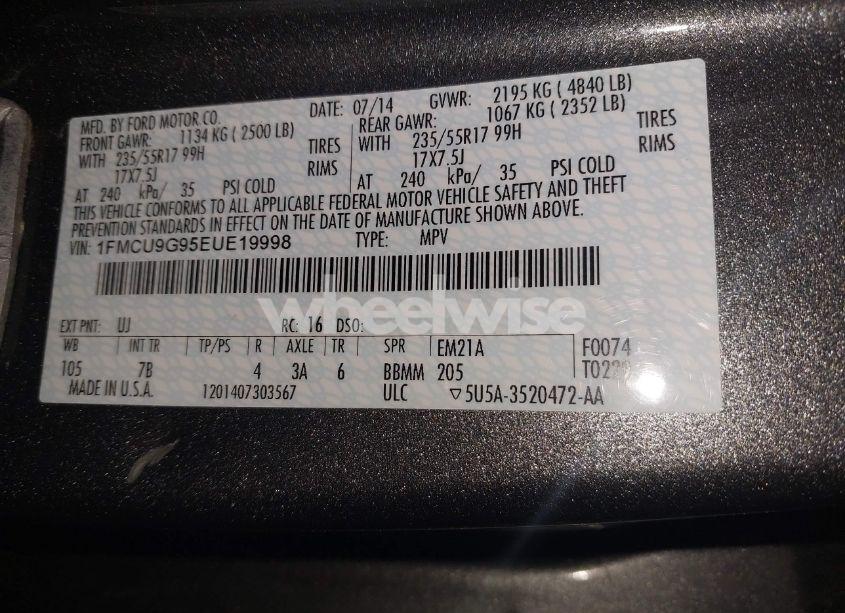 MFD. BY FORD MOTOR CO. DATE: 07/14 GVWR: 2195 KG ( 4840 LB)
FRONT GAWR: 1134 KG ( 2500 LB) REAR GAWR: 1067 KG ( 2352 LB)
WITH 235/55R17 99H TIRES WITH 235/55R17 99H TIRES
17X7.5J RIMS 17X7.5J RIMS
AT 240 kPa/ 35 PSI COLD AT 240 kPa/ 35 PSI COLD
THIS VEHICLE CONFORMS TO ALL APPLICABLE FEDERAL MOTOR VEHICLE SAFETY AND THEFT
PREVENTION STANDARDS IN EFFECT ON THE DATE OF MANUFACTURE SHOWN ABOVE.
VIN: 1FMCU9G95EUE19998 TYPE: MPV
wheelwise
EXT PNT: UJ RC: 16 DSO:
WB INT TR TP/PS R AXLE TR SPR EM21A F0074
105 7B 4 3A 6 BBMM 205
MADE IN U.S.A. 1201407303567 ULC ▽5U5A-3520472-AA